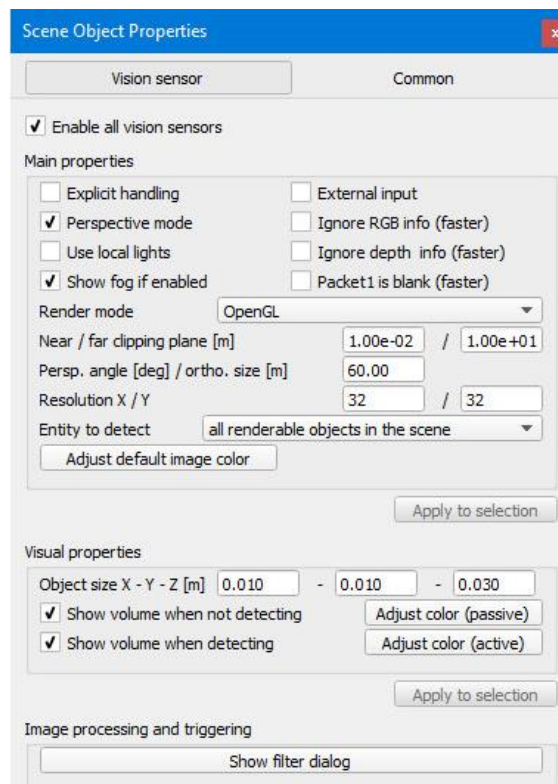 Scene Object Properties
x
Vision sensor Common
Enable all vision sensors
Main properties
Explicit handling External input
Perspective mode Ignore RGB info (faster)
Use local lights Ignore depth info (faster)
Show fog if enabled Packet1 is blank (faster)
Render mode OpenGL
Near / far clipping plane [m] 1.00e-02 / 1.00e+01
Persp. angle [deg] / ortho. size [m] 60.00
Resolution X / Y 32 / 32
Entity to detect all renderable objects in the scene
Adjust default image color
Apply to selection
Visual properties
Object size X - Y - Z [m] 0.010 - 0.010 - 0.030
Show volume when not detecting Adjust color (passive)
Show volume when detecting Adjust color (active)
Apply to selection
Image processing and triggering
Show filter dialog